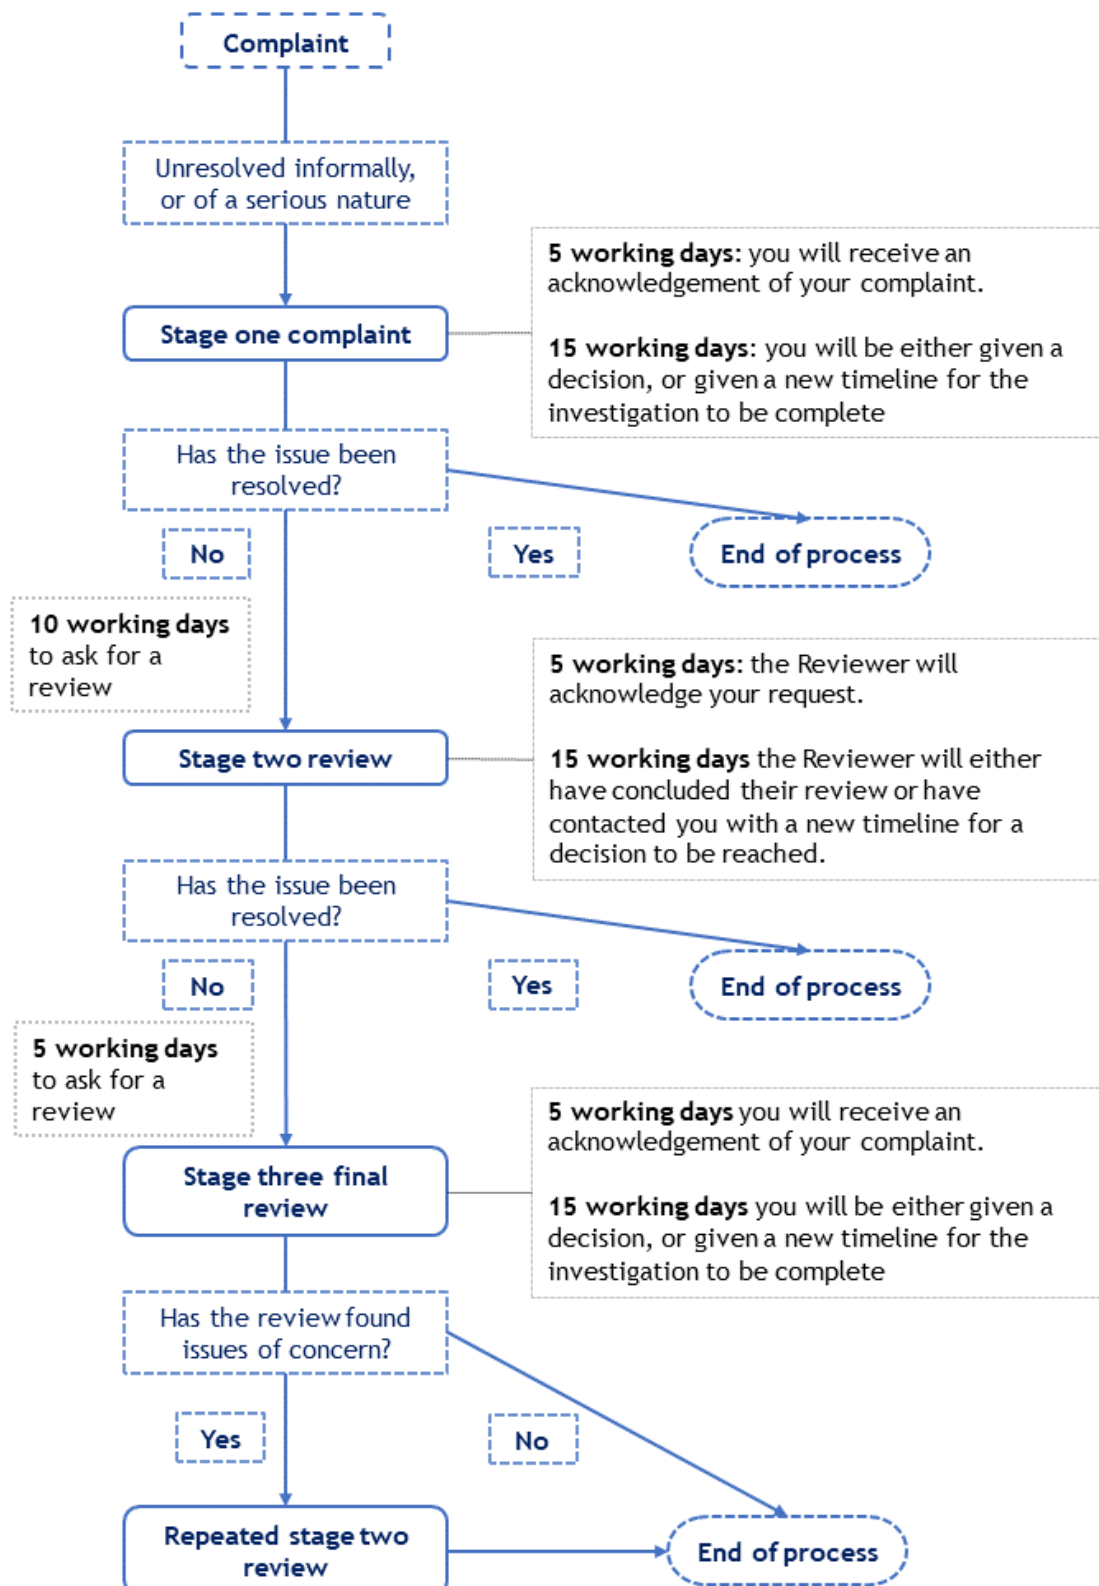 Complaint
Unresolved informally,
or of a serious nature
5 working days: you will receive an
acknowledgement of your complaint.
Stage one complaint
15 working days: you will be either given a
decision, or given a new timeline for the
investigation to be complete
Has the issue been
resolved?
No
Yes
End of process
10 working days
to ask for a
review
5 working days: the Reviewer will
acknowledge your request.
Stage two review
15 working days the Reviewer will either
have concluded their review or have
contacted you with a new timeline for a
decision to be reached.
Has the issue been
resolved?
No
Yes
End of process
5 working days
to ask for a
review
5 working days you will receive an
acknowledgement of your complaint.
Stage three final
review
15 working days you will be either given a
decision, or given a new timeline for the
investigation to be complete
Has the review found
issues of concern?
Yes
No
Repeated stage two
review
End of process